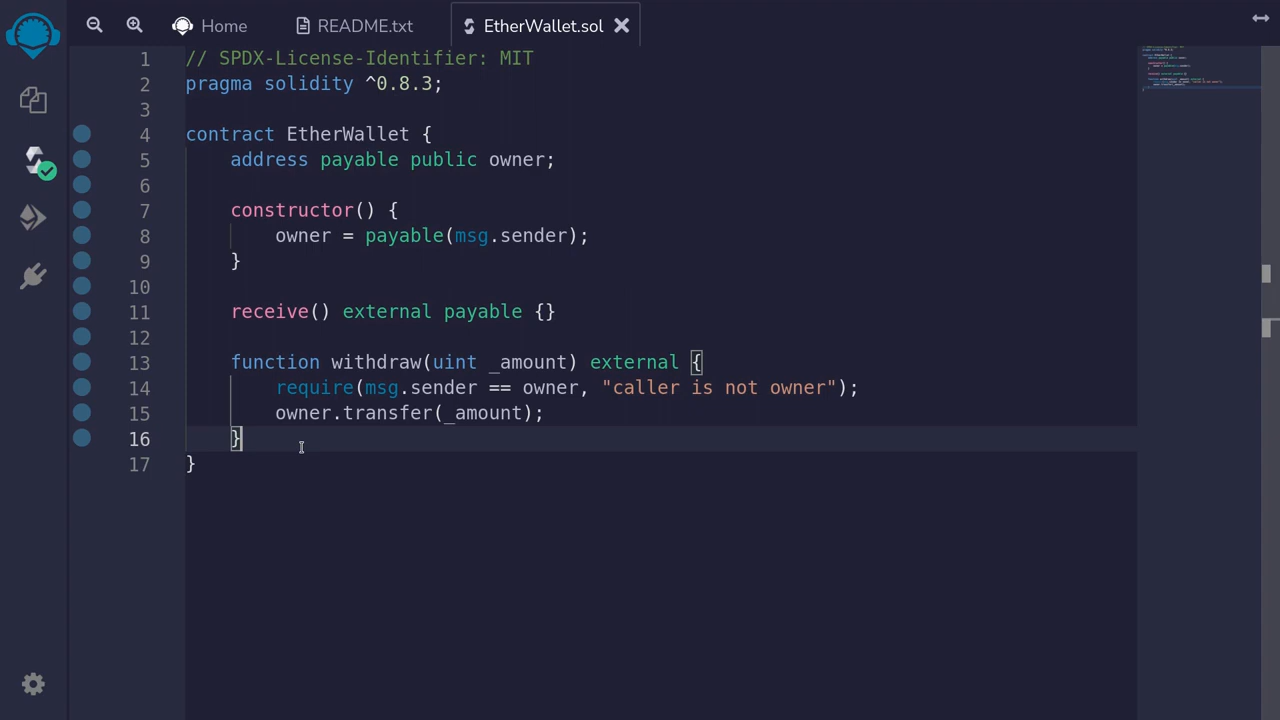 Home README.txt EtherWallet.sol
1 // SPDX-License-Identifier: MIT
2 pragma solidity ^0.8.3;
3
4 contract EtherWallet {
5 address payable public owner;
6
7 constructor() {
8 owner = payable(msg.sender);
9 }
10
11 receive() external payable {}
12
13 function withdraw(uint _amount) external {
14 require(msg.sender == owner, "caller is not owner");
15 owner.transfer(_amount);
16 }
17 }